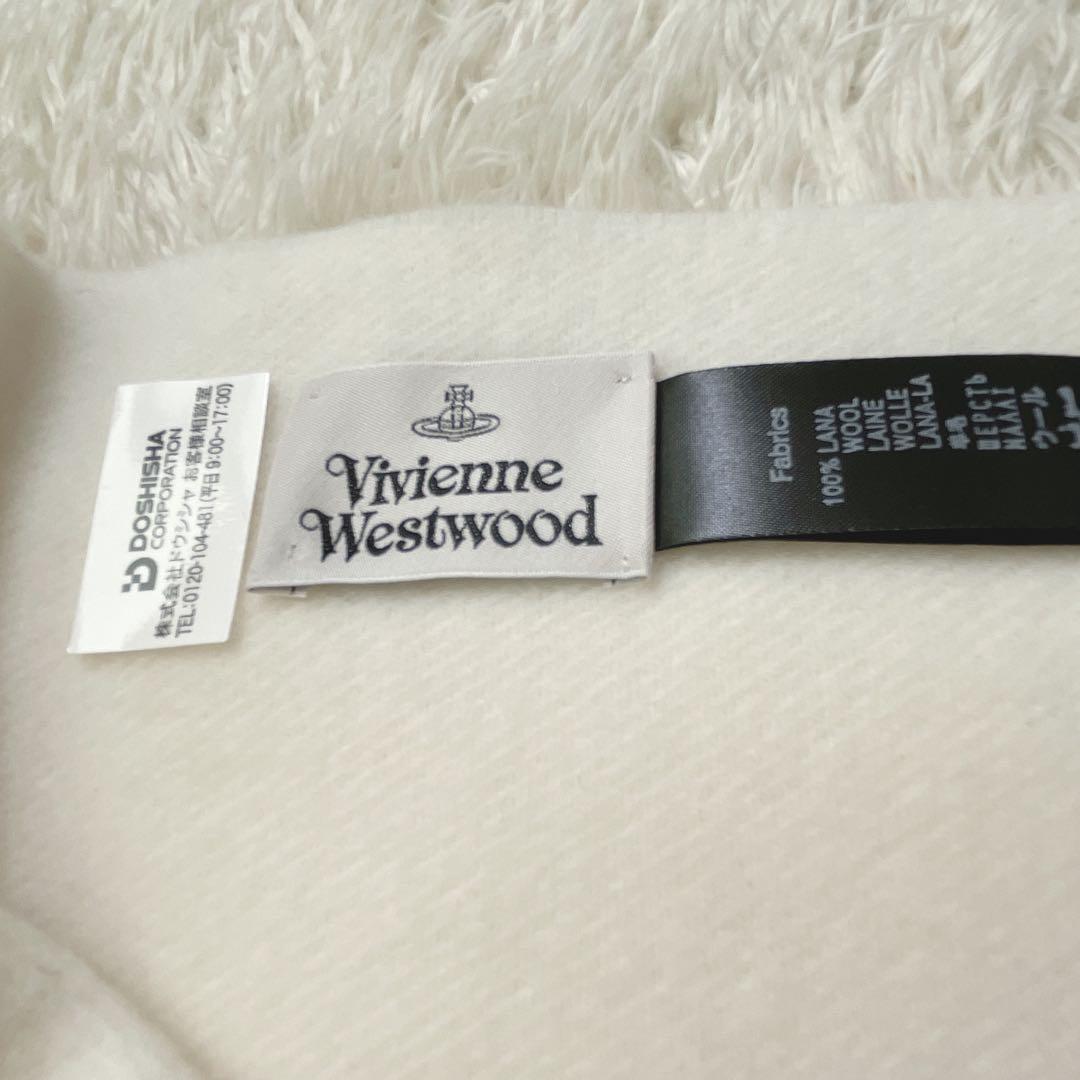 DOSHISHA
CORPORATION
株式会社ドウシシャ お客様相談室
TEL:0120-104-481(平日9:00~17:00)
Vivienne
Westwood
Fabrics
100% LANA
WOOL
LAINE
WOLLE
LANA-LA
ШЕРСТЬ
ΜΑΛΛΙ
ウール